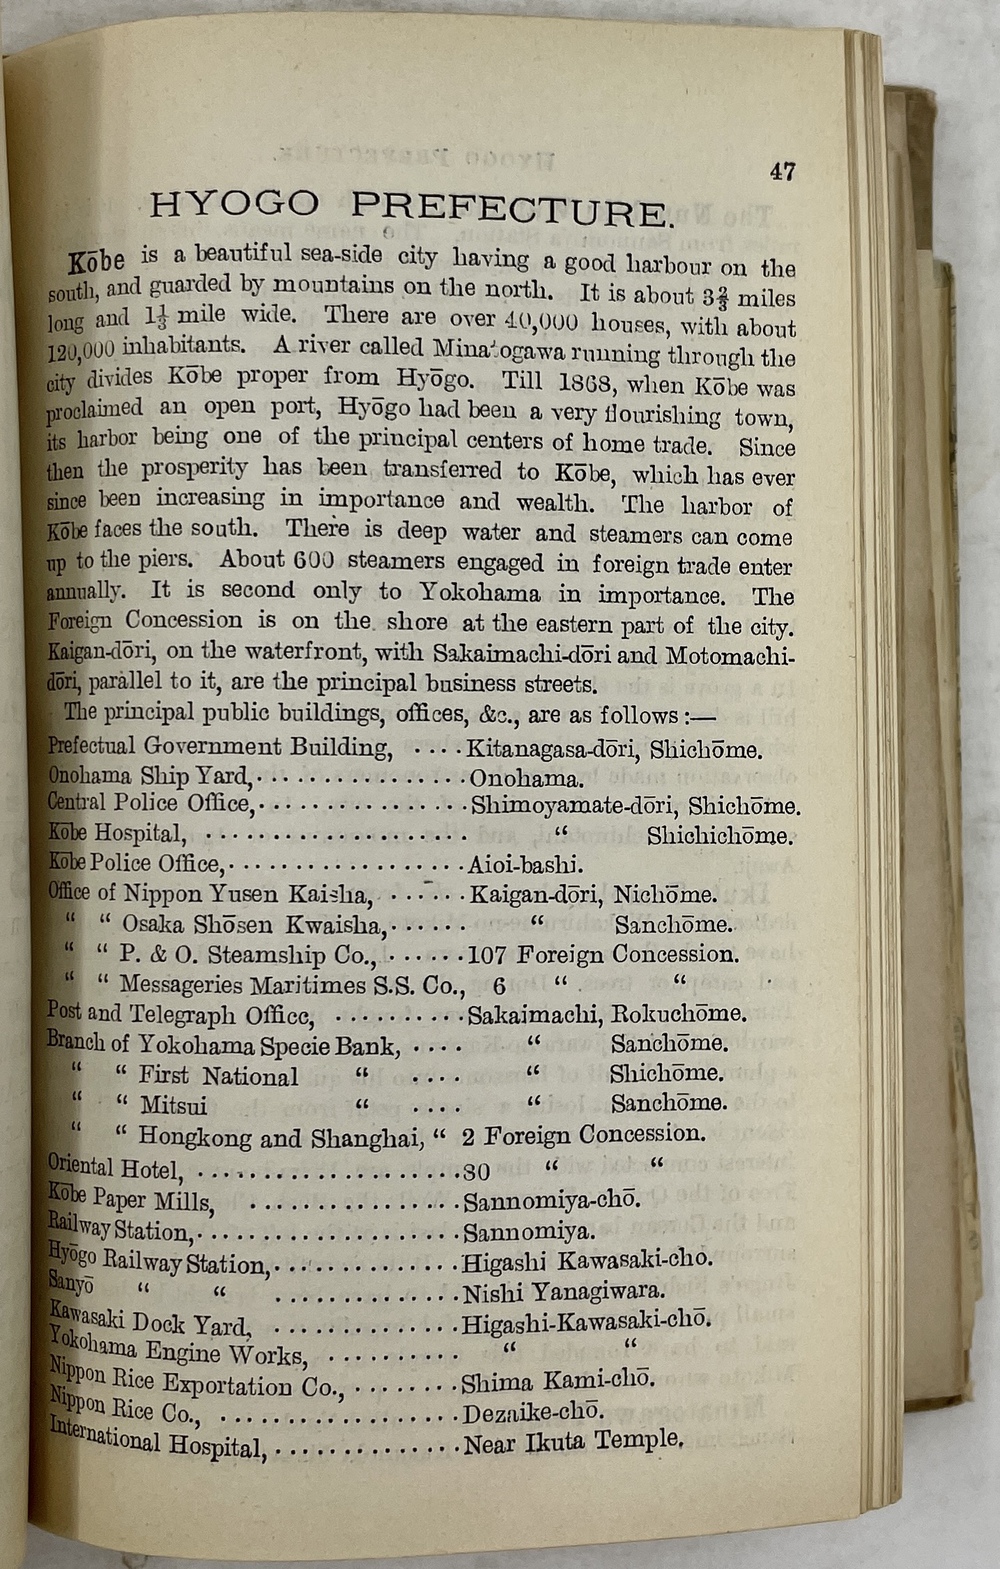 47
HYOGO PREFECTURE.
Kōbe is a beautiful sea-side city having a good harbour on the
south, and guarded by mountains on the north. It is about 3⅔ miles
long and 1⅓ mile wide. There are over 40,000 houses, with about
120,000 inhabitants. A river called Minatogawa running through the
city divides Kōbe proper from Hyōgo. Till 1868, when Kōbe was
proclaimed an open port, Hyōgo had been a very flourishing town,
its harbor being one of the principal centers of home trade. Since
then the prosperity has been transferred to Kōbe, which has ever
since been increasing in importance and wealth. The harbor of
Kōbe faces the south. There is deep water and steamers can come
up to the piers. About 600 steamers engaged in foreign trade enter
annually. It is second only to Yokohama in importance. The
Foreign Concession is on the shore at the eastern part of the city.
Kaigan-dōri, on the waterfront, with Sakaimachi-dōri and Motomachi-
dōri, parallel to it, are the principal business streets.
The principal public buildings, offices, &c., are as follows :—
Prefectual Government Building, ....Kitanagasa-dōri, Shichōme.
Onohama Ship Yard,................Onohama.
Central Police Office,................Shimoyamate-dōri, Shichōme.
Kōbe Hospital, .................... “ Shichichōme.
Kōbe Police Office,..................Aioi-bashi.
Office of Nippon Yusen Kaisha, ......Kaigan-dōri, Nichōme.
“ “ Osaka Shōsen Kwaisha,...... “ Sanchōme.
“ “ P. & O. Steamship Co., ......107 Foreign Concession.
“ “ Messageries Maritimes S.S. Co., 6 “ “
Post and Telegraph Office, ..........Sakaimachi, Rokuchōme.
Branch of Yokohama Specie Bank, .... “ Sanchōme.
“ “ First National “ .... “ Shichōme.
“ “ Mitsui “ .... “ Sanchōme.
“ “ Hongkong and Shanghai, “ 2 Foreign Concession.
Oriental Hotel, ....................80 “ “
Kōbe Paper Mills, ................Sannomiya-chō.
Railway Station,....................Sannomiya.
Hyōgo Railway Station,..............Higashi Kawasaki-cho.
Sanyō “ “ ..............Nishi Yanagiwara.
Kawasaki Dock Yard, ..............Higashi-Kawasaki-chō.
Yokohama Engine Works, .......... “ “
Nippon Rice Exportation Co., ........Shima Kami-chō.
Nippon Rice Co., ..................Dezaike-chō.
International Hospital, ..............Near Ikuta Temple.